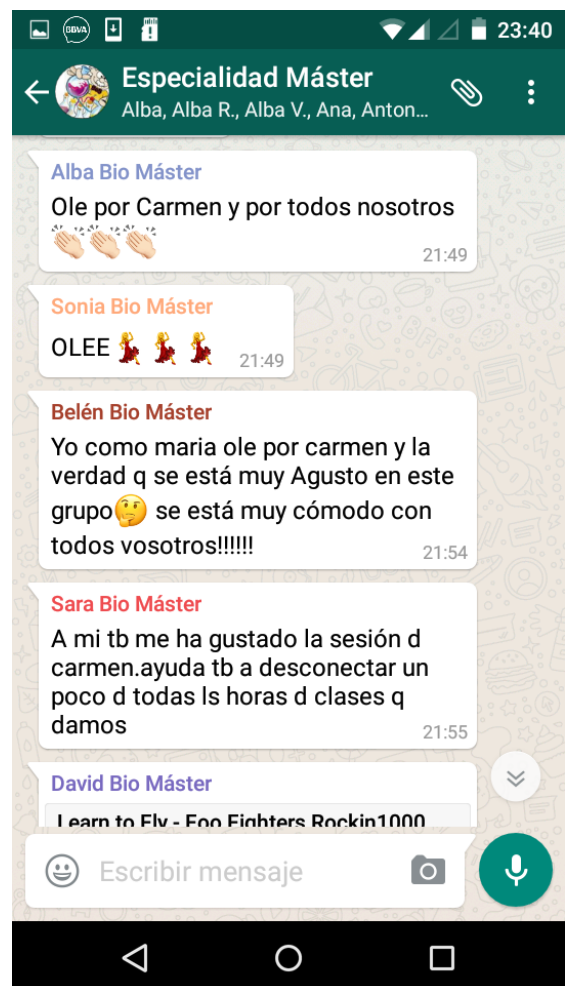 BBVA
23:40
Especialidad Máster
Alba, Alba R., Alba V., Ana, Anton...
Alba Bio Máster
Ole por Carmen y por todos nosotros
👏🏻👏🏻👏🏻
21:49
Sonia Bio Máster
OLEE 💃 💃 💃 21:49
Belén Bio Máster
Yo como maria ole por carmen y la
verdad q se está muy Agusto en este
grupo🤔 se está muy cómodo con
todos vosotros!!!!!!
21:54
Sara Bio Máster
A mi tb me ha gustado la sesión d
carmen.ayuda tb a desconectar un
poco d todas ls horas d clases q
damos
21:55
David Bio Máster
Learn to Fly - Foo Fighters Rockin1000
Escribir mensaje